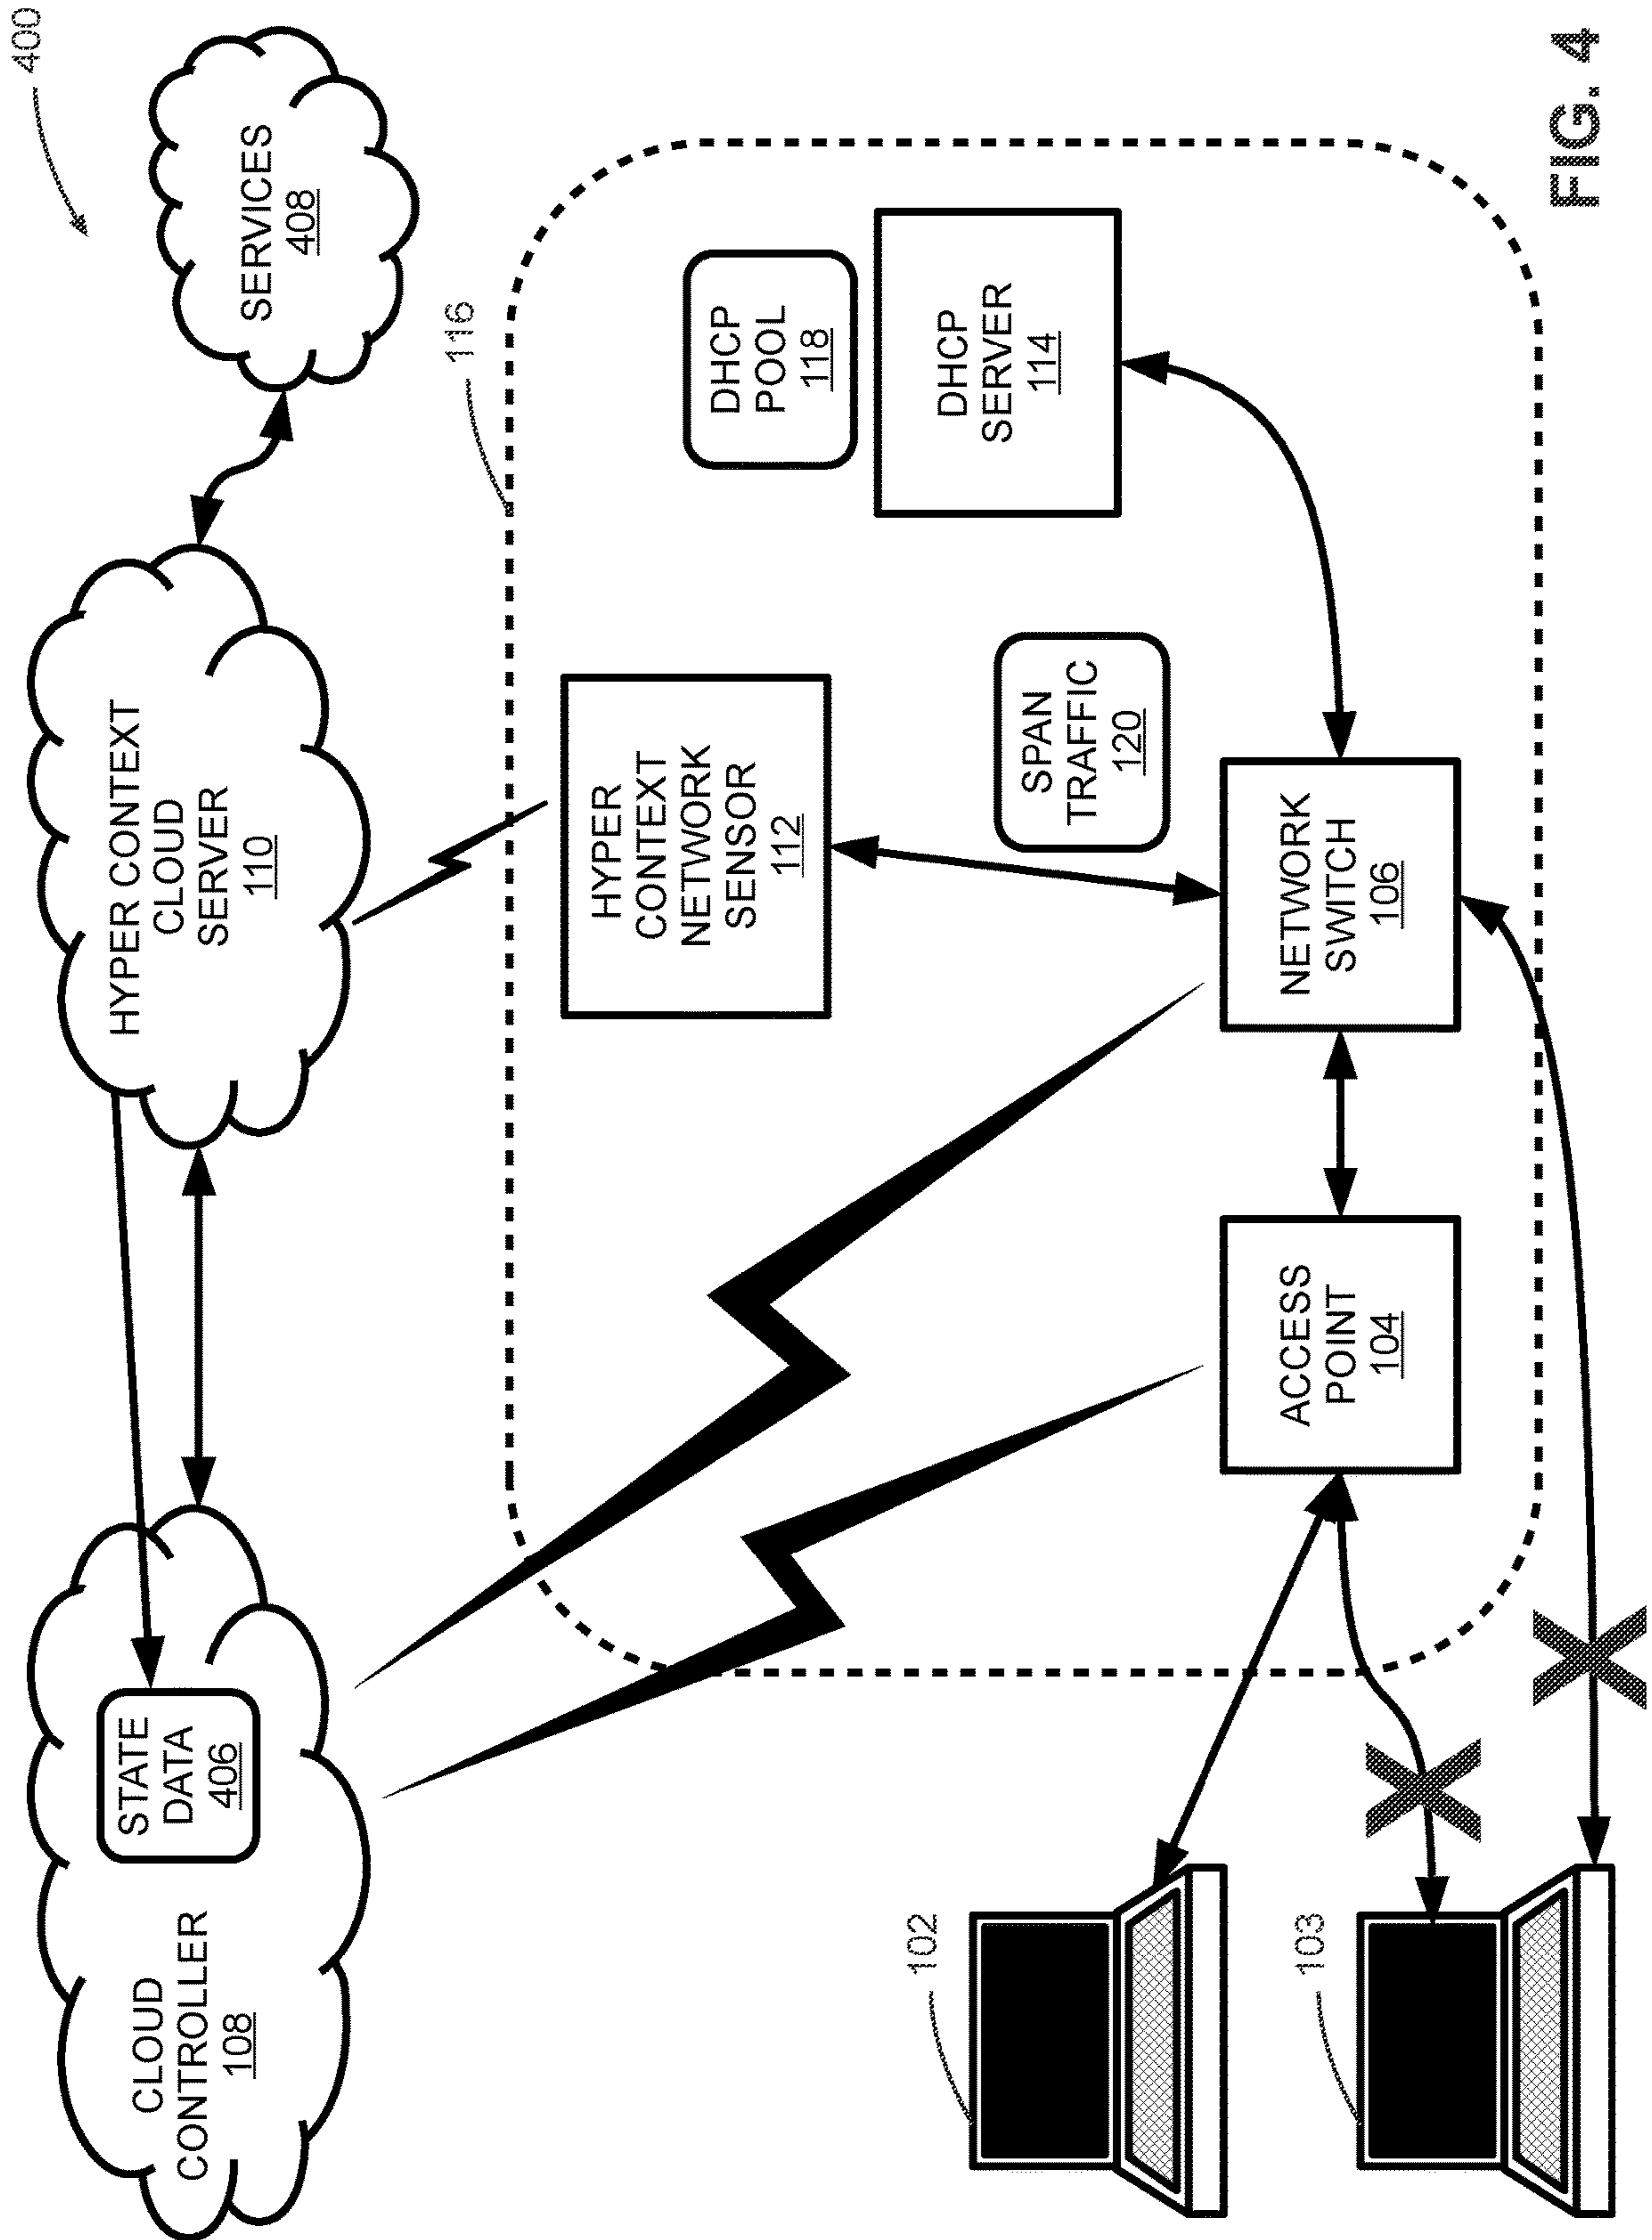 400
CLOUD
CONTROLLER
108
STATE
DATA
406
HYPER CONTEXT
CLOUD
SERVER
110
SERVICES
408
116
HYPER
CONTEXT
NETWORK
SENSOR
112
DHCP
POOL
118
DHCP
SERVER
114
SPAN
TRAFFIC
120
102
ACCESS
POINT
104
NETWORK
SWITCH
106
103
FIG. 4